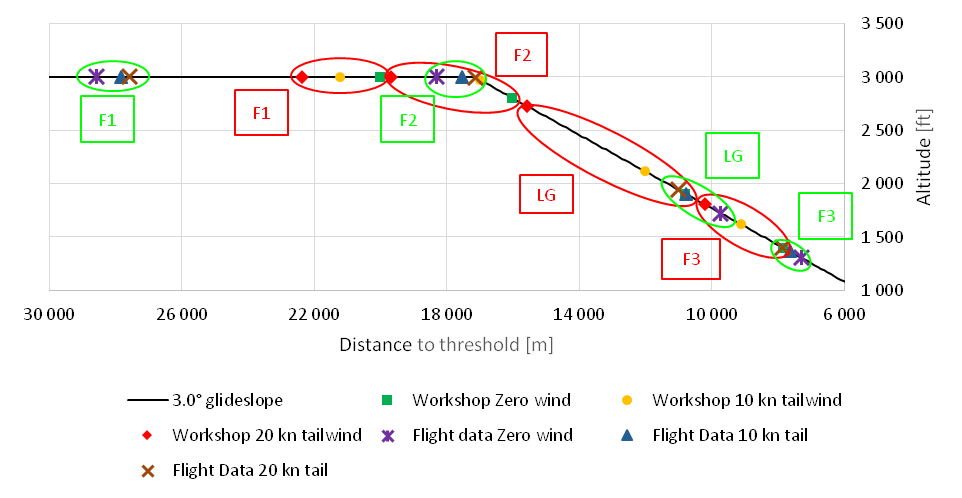 3 500
F2
3 000
F1
F1
F2
2 500
LG
2 000
LG
F3
1 500
F3
1 000
Altitude [ft]
30 000 26 000 22 000 18 000 14 000 10 000 6 000
Distance to threshold [m]
3.0° glideslope Workshop Zero wind Workshop 10 kn tailwind
Workshop 20 kn tailwind Flight data Zero wind Flight Data 10 kn tail
Flight Data 20 kn tail